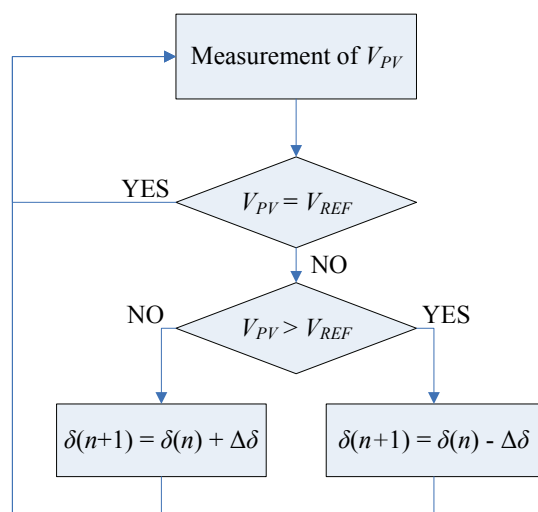 Measurement of V_PV
YES
V_PV = V_REF
NO
NO
V_PV > V_REF
YES
δ(n+1) = δ(n) + Δδ
δ(n+1) = δ(n) - Δδ